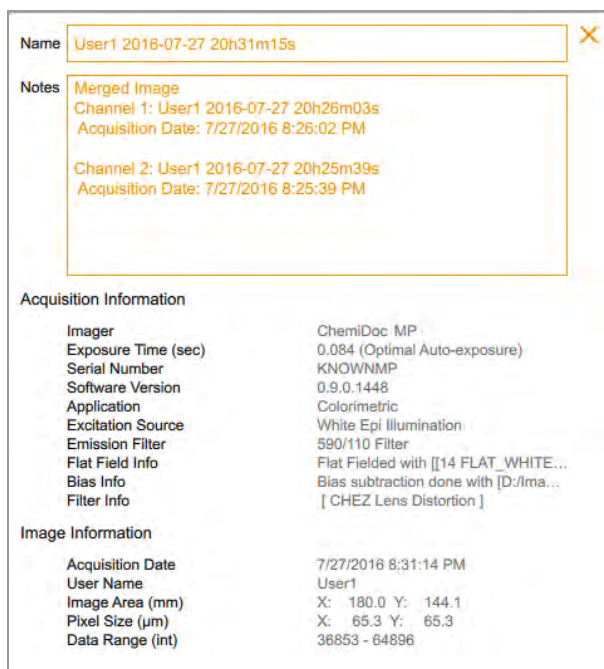 Name User1 2016-07-27 20h31m15s
Notes Merged Image
Channel 1: User1 2016-07-27 20h26m03s
Acquisition Date: 7/27/2016 8:26:02 PM
Channel 2: User1 2016-07-27 20h25m39s
Acquisition Date: 7/27/2016 8:25:39 PM
Acquisition Information
Imager ChemiDoc MP
Exposure Time (sec) 0.084 (Optimal Auto-exposure)
Serial Number KNOWNMP
Software Version 0.9.0.1448
Application Colorimetric
Excitation Source White Epi Illumination
Emission Filter 590/110 Filter
Flat Field Info Flat Fielded with [[14 FLAT_WHITE...
Bias Info Bias subtraction done with [D:/Ima...
Filter Info [ CHEZ Lens Distortion ]
Image Information
Acquisition Date 7/27/2016 8:31:14 PM
User Name User1
Image Area (mm) X: 180.0 Y: 144.1
Pixel Size (µm) X: 65.3 Y: 65.3
Data Range (int) 36853 - 64896